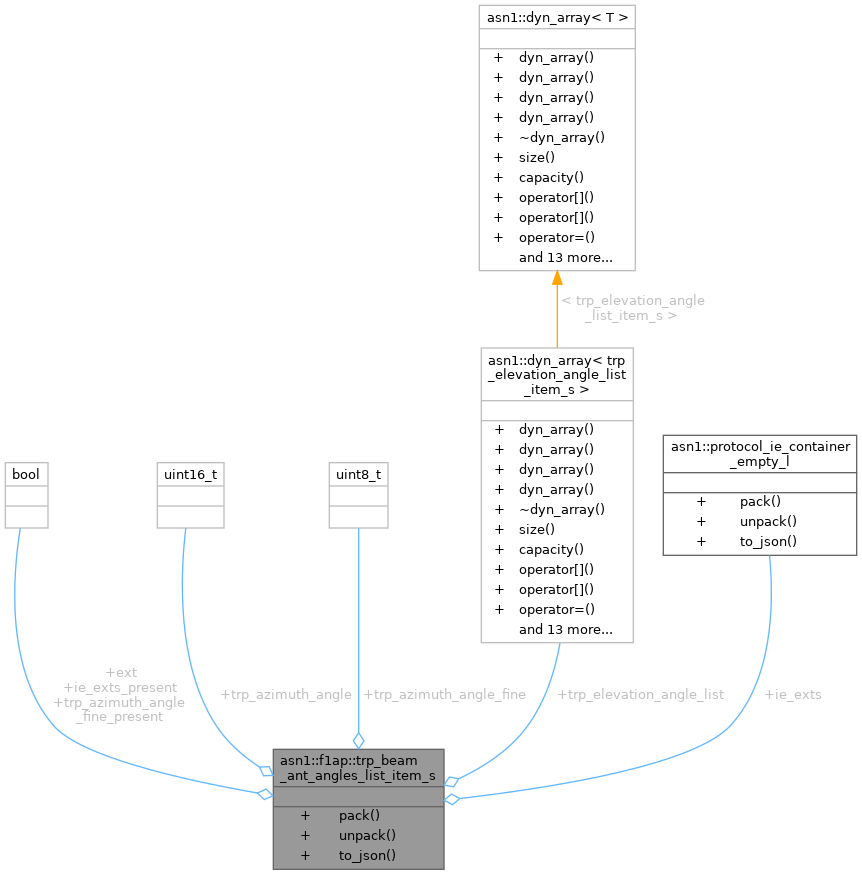 asn1::dyn_array< T >
+ dyn_array()
+ dyn_array()
+ dyn_array()
+ dyn_array()
+ ~dyn_array()
+ size()
+ capacity()
+ operator[]()
+ operator[]()
+ operator=()
and 13 more...
< trp_elevation_angle
_list_item_s >
asn1::dyn_array< trp
_elevation_angle_list
_item_s >
+ dyn_array()
+ dyn_array()
+ dyn_array()
+ dyn_array()
+ ~dyn_array()
+ size()
+ capacity()
+ operator[]()
+ operator[]()
+ operator=()
and 13 more...
asn1::protocol_ie_container
_empty_l
+ pack()
+ unpack()
+ to_json()
bool
uint16_t
uint8_t
+ext
+ie_exts_present
+trp_azimuth_angle
_fine_present
+trp_azimuth_angle
+trp_azimuth_angle_fine
+trp_elevation_angle_list
+ie_exts
asn1::f1ap::trp_beam
_ant_angles_list_item_s
+ pack()
+ unpack()
+ to_json()